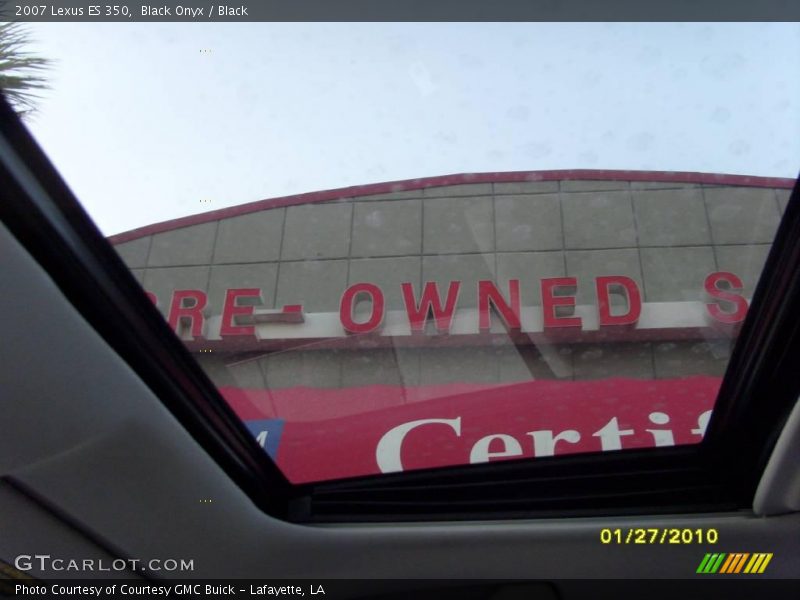 2007 Lexus ES 350,  Black Onyx / Black
PRE-OWNED S
Certif
01/27/2010
GTCARLOT.COM
Photo Courtesy of Courtesy GMC Buick - Lafayette, LA